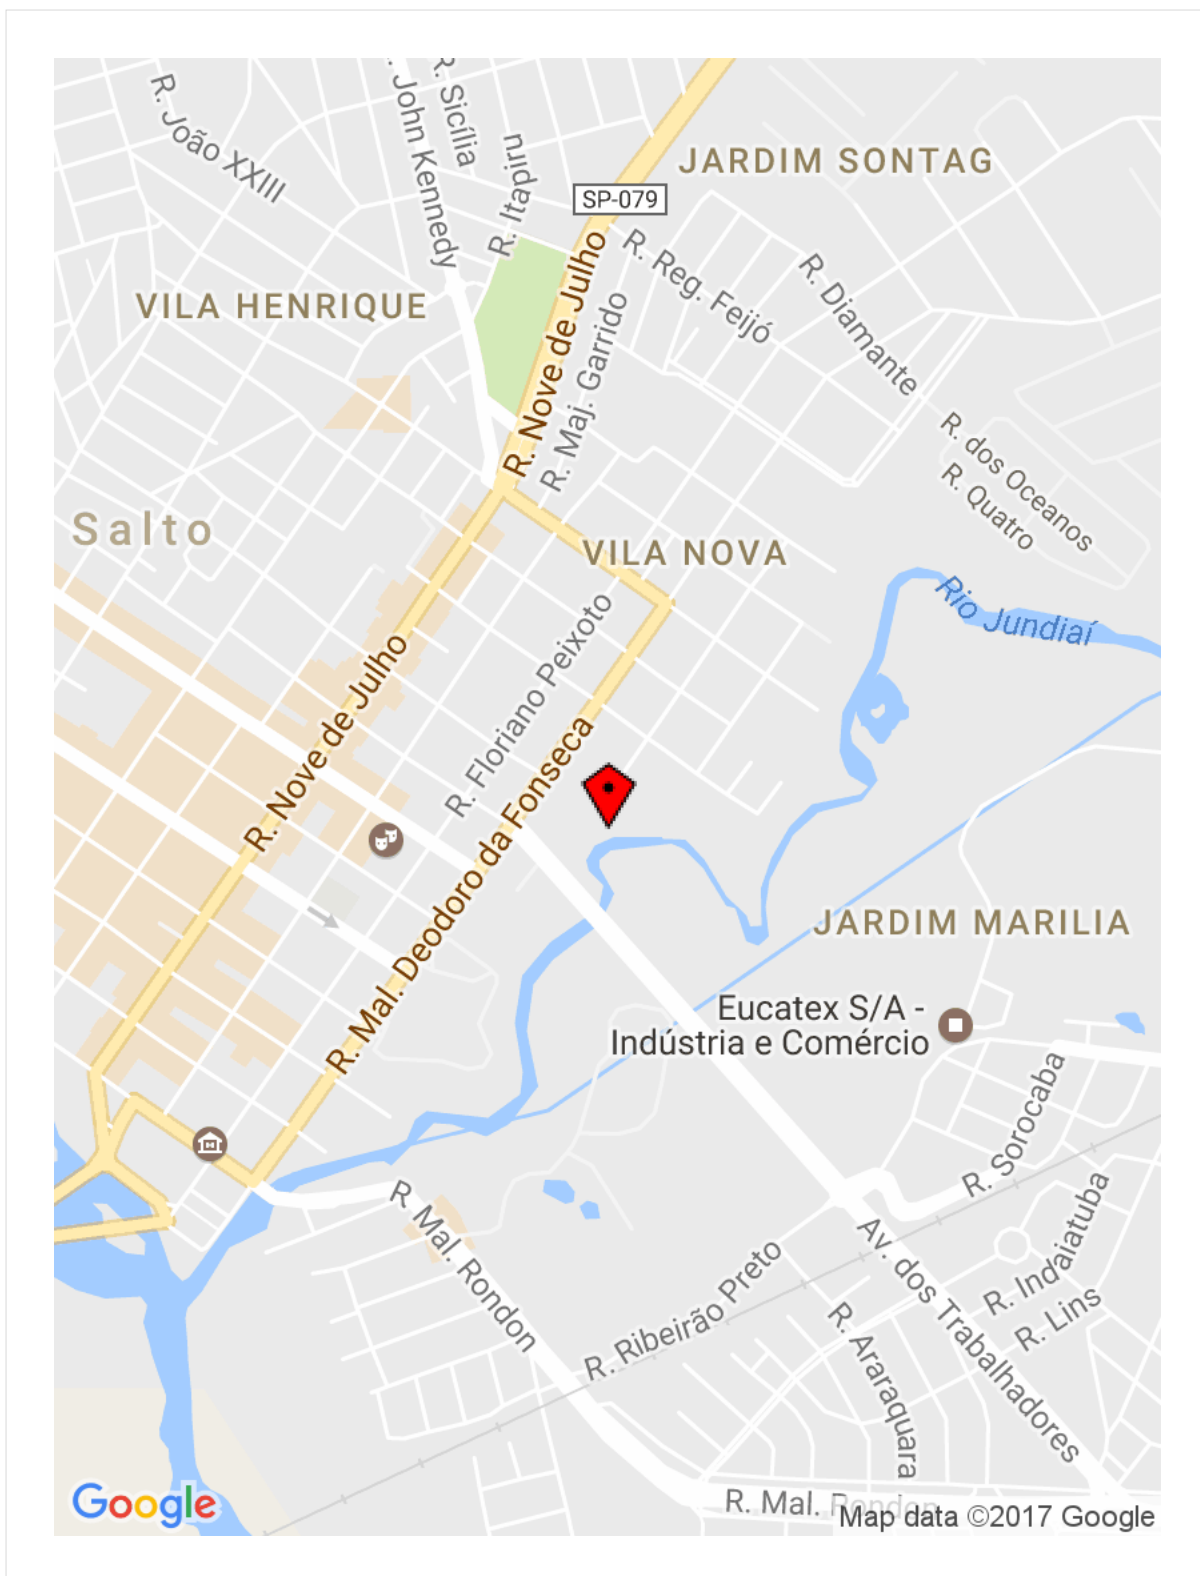 R. João XXIII
John Kennedy
R. Sicília
R. Itapiru
JARDIM SONTAG
SP-079
R. Nove de Julho
R. Reg. Feijó
R. Diamante
VILA HENRIQUE
R. Maj. Garrido
R. dos Oceanos
R. Quatro
Salto
VILA NOVA
Rio Jundiaí
R. Floriano Peixoto
R. Nove de Julho
R. Mal. Deodoro da Fonseca
JARDIM MARILIA
Eucatex S/A -
Indústria e Comércio
R. Sorocaba
R. Mal. Rondon
Av. dos Trabalhadores
R. Indaiatuba
R. Lins
R. Ribeirão Preto
R. Araraquara
Google
R. Mal. Rondon
Map data ©2017 Google